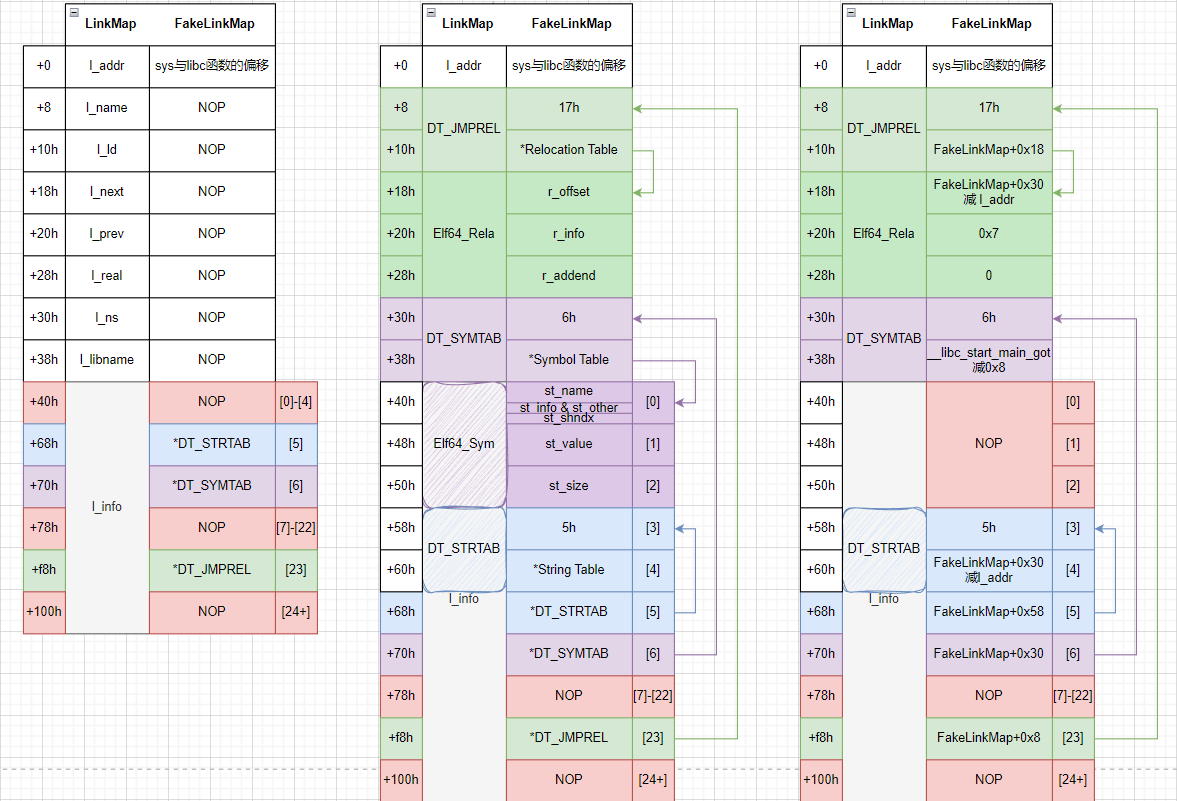 LinkMap FakeLinkMap
+0 l_addr sys与libc函数的偏移
+8 l_name NOP
+10h l_ld NOP
+18h l_next NOP
+20h l_prev NOP
+28h l_real NOP
+30h l_ns NOP
+38h l_libname NOP
+40h NOP [0]-[4]
+68h *DT_STRTAB [5]
+70h *DT_SYMTAB [6]
l_info
+78h NOP [7]-[22]
+f8h *DT_JMPREL [23]
+100h NOP [24+]
LinkMap FakeLinkMap
+0 l_addr sys与libc函数的偏移
+8 17h
DT_JMPREL
+10h *Relocation Table
+18h r_offset
+20h Elf64_Rela r_info
+28h r_addend
+30h 6h
DT_SYMTAB
+38h *Symbol Table
st_name
+40h st_info & st_other [0]
st_shndx
+48h Elf64_Sym st_value [1]
+50h st_size [2]
+58h 5h [3]
DT_STRTAB
+60h *String Table [4]
l_info
+68h *DT_STRTAB [5]
+70h *DT_SYMTAB [6]
+78h NOP [7]-[22]
+f8h *DT_JMPREL [23]
+100h NOP [24+]
LinkMap FakeLinkMap
+0 l_addr sys与libc函数的偏移
+8 17h
DT_JMPREL
+10h FakeLinkMap+0x18
+18h FakeLinkMap+0x30
减 l_addr
+20h Elf64_Rela 0x7
+28h 0
+30h 6h
DT_SYMTAB
+38h __libc_start_main_got
减0x8
+40h [0]
+48h NOP [1]
+50h [2]
+58h 5h [3]
DT_STRTAB
+60h FakeLinkMap+0x30 [4]
减l_addr
l_info
+68h FakeLinkMap+0x58 [5]
+70h FakeLinkMap+0x30 [6]
+78h NOP [7]-[22]
+f8h FakeLinkMap+0x8 [23]
+100h NOP [24+]